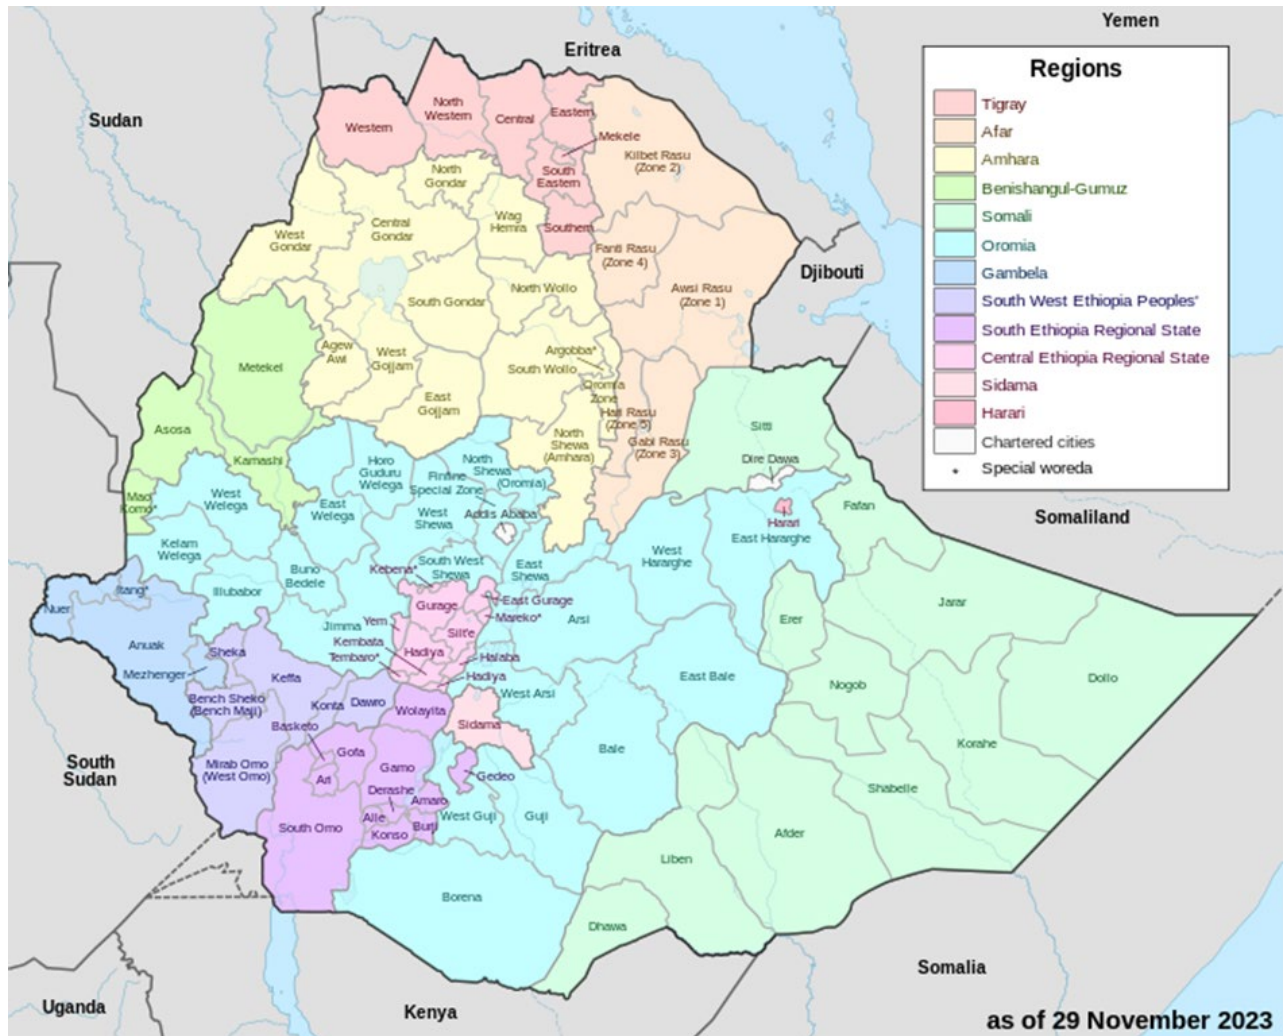 Yemen
Eritrea
Sudan
Regions
Tigray
Afar
Amhara
Benishangul-Gumuz
Somali
Oromia
Gambela
South West Ethiopia Peoples'
South Ethiopia Regional State
Central Ethiopia Regional State
Sidama
Harari
Chartered cities
* Special woreda
Western
North
Western
Central
Eastern
Mekele
South
Eastern
Southern
Kilbet Rasu
(Zone 2)
Fanti Rasu
(Zone 4)
Awsi Rasu
(Zone 1)
Djibouti
North
Gondar
West
Gondar
Central
Gondar
Wag
Hemra
South Gondar
North Wollo
Agew
Awi
West
Gojjam
East
Gojjam
Argobba*
South Wollo
Oromia
Zone
Hari Rasu
(Zone 5)
Gabi Rasu
(Zone 3)
North
Shewa
(Amhara)
Metekel
Asosa
Kamashi
Mao
Komo*
Sitti
Dire Dawa
Harari
East Hararghe
Fafan
Somaliland
West
Welega
East
Welega
Horo
Guduru
Welega
North
Shewa
(Oromia)
Finfine
Special Zone
Addis Ababa
West
Shewa
Kelam
Welega
Illubabor
Buno
Bedele
South West
Shewa
East
Shewa
West
Hararghe
Kebena*
Gurage
East Gurage
Mareko*
Silt'e
Yem
Jimma
Kembata
Tembaro*
Hadiya
Halaba
Hadiya
Arsi
West Arsi
East Bale
Bale
Erer
Jarar
Nogob
Dollo
Korahe
Shabelle
Afder
Liben
Dhawa
Nuer
Itang*
Anuak
Mezhenger
Sheka
Keffa
Bench Sheko
(Bench Maji)
Konta
Dawro
Basketo
Mirab Omo
(West Omo)
Wolayita
Sidama
Gofa
Ari
Gamo
Gedeo
Derashe
Amaro
Alle
Konso
Burji
South Omo
West Guji
Guji
Borena
South
Sudan
Uganda
Kenya
Somalia
as of 29 November 2023